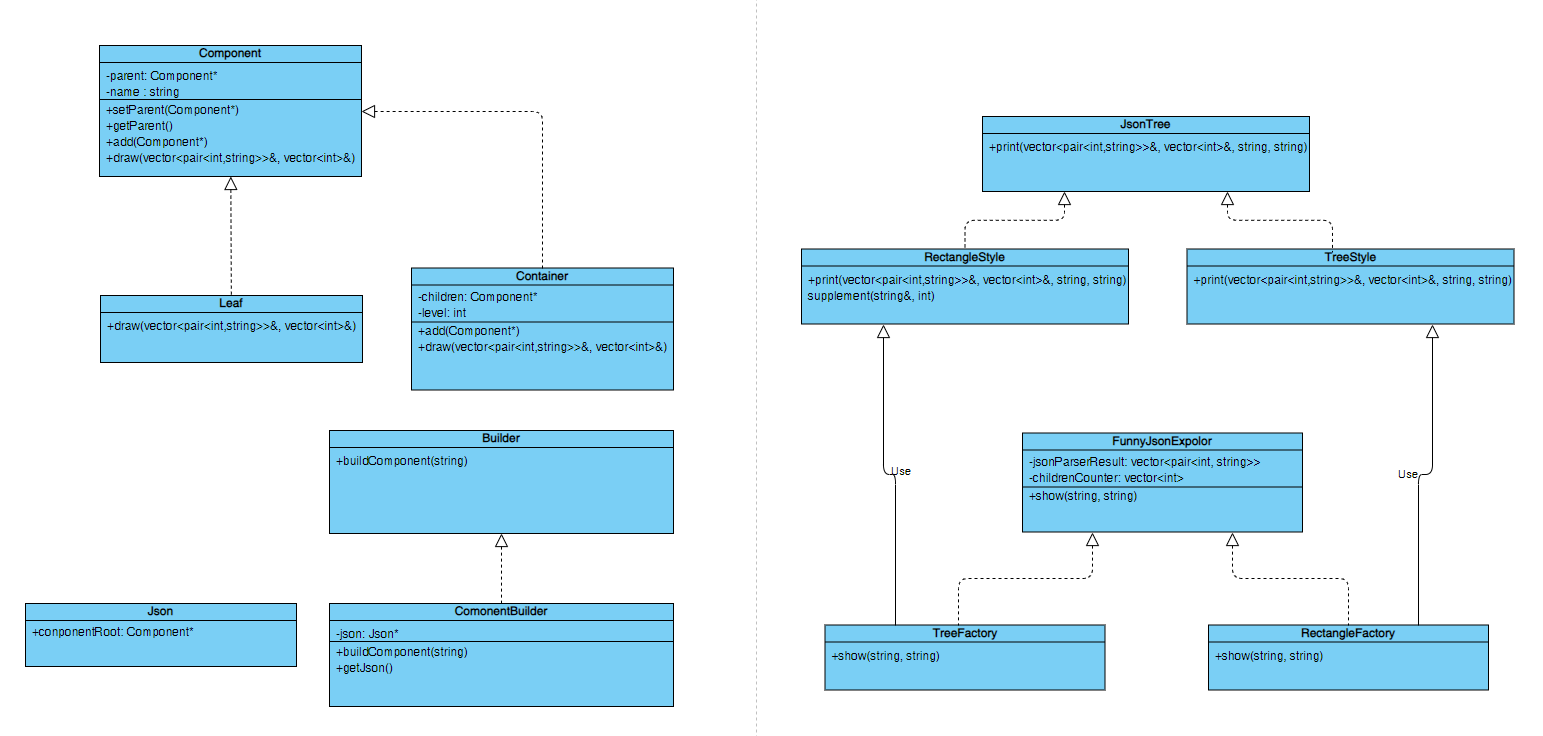 Component
-parent: Component*
-name : string
+setParent(Component*)
+getParent()
+add(Component*)
+draw(vector<pair<int,string>>&, vector<int>&)
Leaf
+draw(vector<pair<int,string>>&, vector<int>&)
Container
-children: Component*
-level: int
+add(Component*)
+draw(vector<pair<int,string>>&, vector<int>&)
Builder
+buildComponent(string)
Json
+conponentRoot: Component*
ComonentBuilder
-json: Json*
+buildComponent(string)
+getJson()
JsonTree
+print(vector<pair<int,string>>&, vector<int>&, string, string)
RectangleStyle
+print(vector<pair<int,string>>&, vector<int>&, string, string)
supplement(string&, int)
TreeStyle
+print(vector<pair<int,string>>&, vector<int>&, string, string)
Use
FunnyJsonExpolor
-jsonParserResult: vector<pair<int, string>>
-childrenCounter: vector<int>
+show(string, string)
Use
TreeFactory
+show(string, string)
RectangleFactory
+show(string, string)